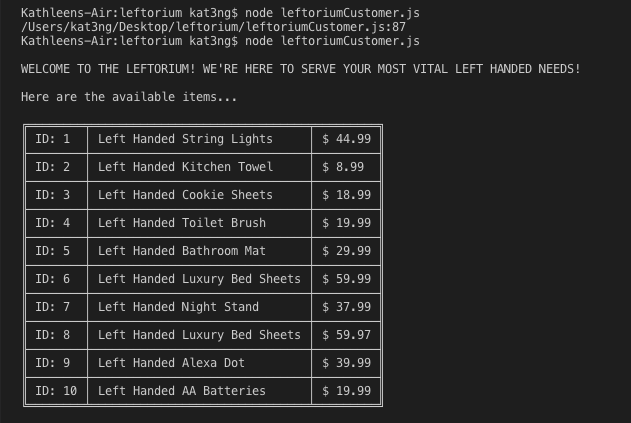 Kathleens-Air:leftorium kat3ng$ node leftoriumCustomer.js
/Users/kat3ng/Desktop/leftorium/leftoriumCustomer.js:87
Kathleens-Air:leftorium kat3ng$ node leftoriumCustomer.js
WELCOME TO THE LEFTORIUM! WE'RE HERE TO SERVE YOUR MOST VITAL LEFT HANDED NEEDS!
Here are the available items...
ID: 1 Left Handed String Lights $ 44.99
ID: 2 Left Handed Kitchen Towel $ 8.99
ID: 3 Left Handed Cookie Sheets $ 18.99
ID: 4 Left Handed Toilet Brush $ 19.99
ID: 5 Left Handed Bathroom Mat $ 29.99
ID: 6 Left Handed Luxury Bed Sheets $ 59.99
ID: 7 Left Handed Night Stand $ 37.99
ID: 8 Left Handed Luxury Bed Sheets $ 59.97
ID: 9 Left Handed Alexa Dot $ 39.99
ID: 10 Left Handed AA Batteries $ 19.99